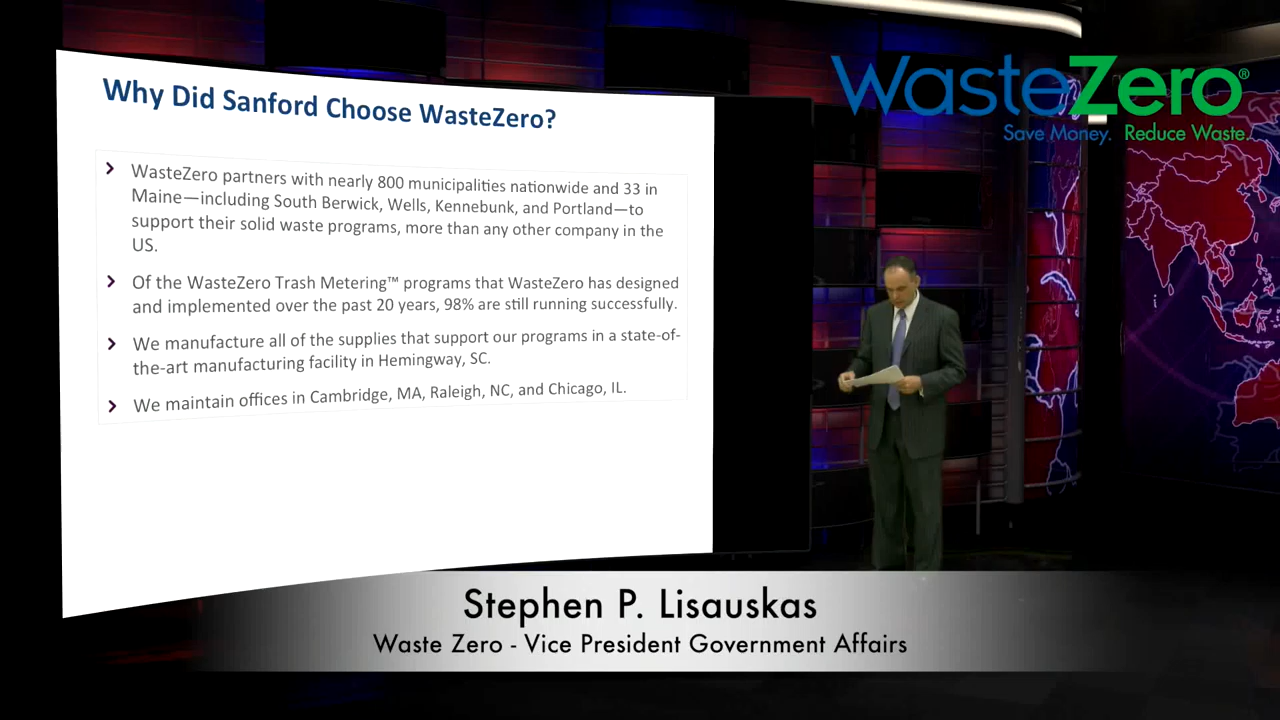 Why Did Sanford Choose WasteZero?
WasteZero®
Save Money. Reduce Waste.
WasteZero partners with nearly 800 municipalities nationwide and 33 in
Maine—including South Berwick, Wells, Kennebunk, and Portland—to
support their solid waste programs, more than any other company in the
US.
Of the WasteZero Trash Metering™ programs that WasteZero has designed
and implemented over the past 20 years, 98% are still running successfully.
We manufacture all of the supplies that support our programs in a state-of-
the-art manufacturing facility in Hemingway, SC.
We maintain offices in Cambridge, MA, Raleigh, NC, and Chicago, IL.
Stephen P. Lisauskas
Waste Zero - Vice President Government Affairs